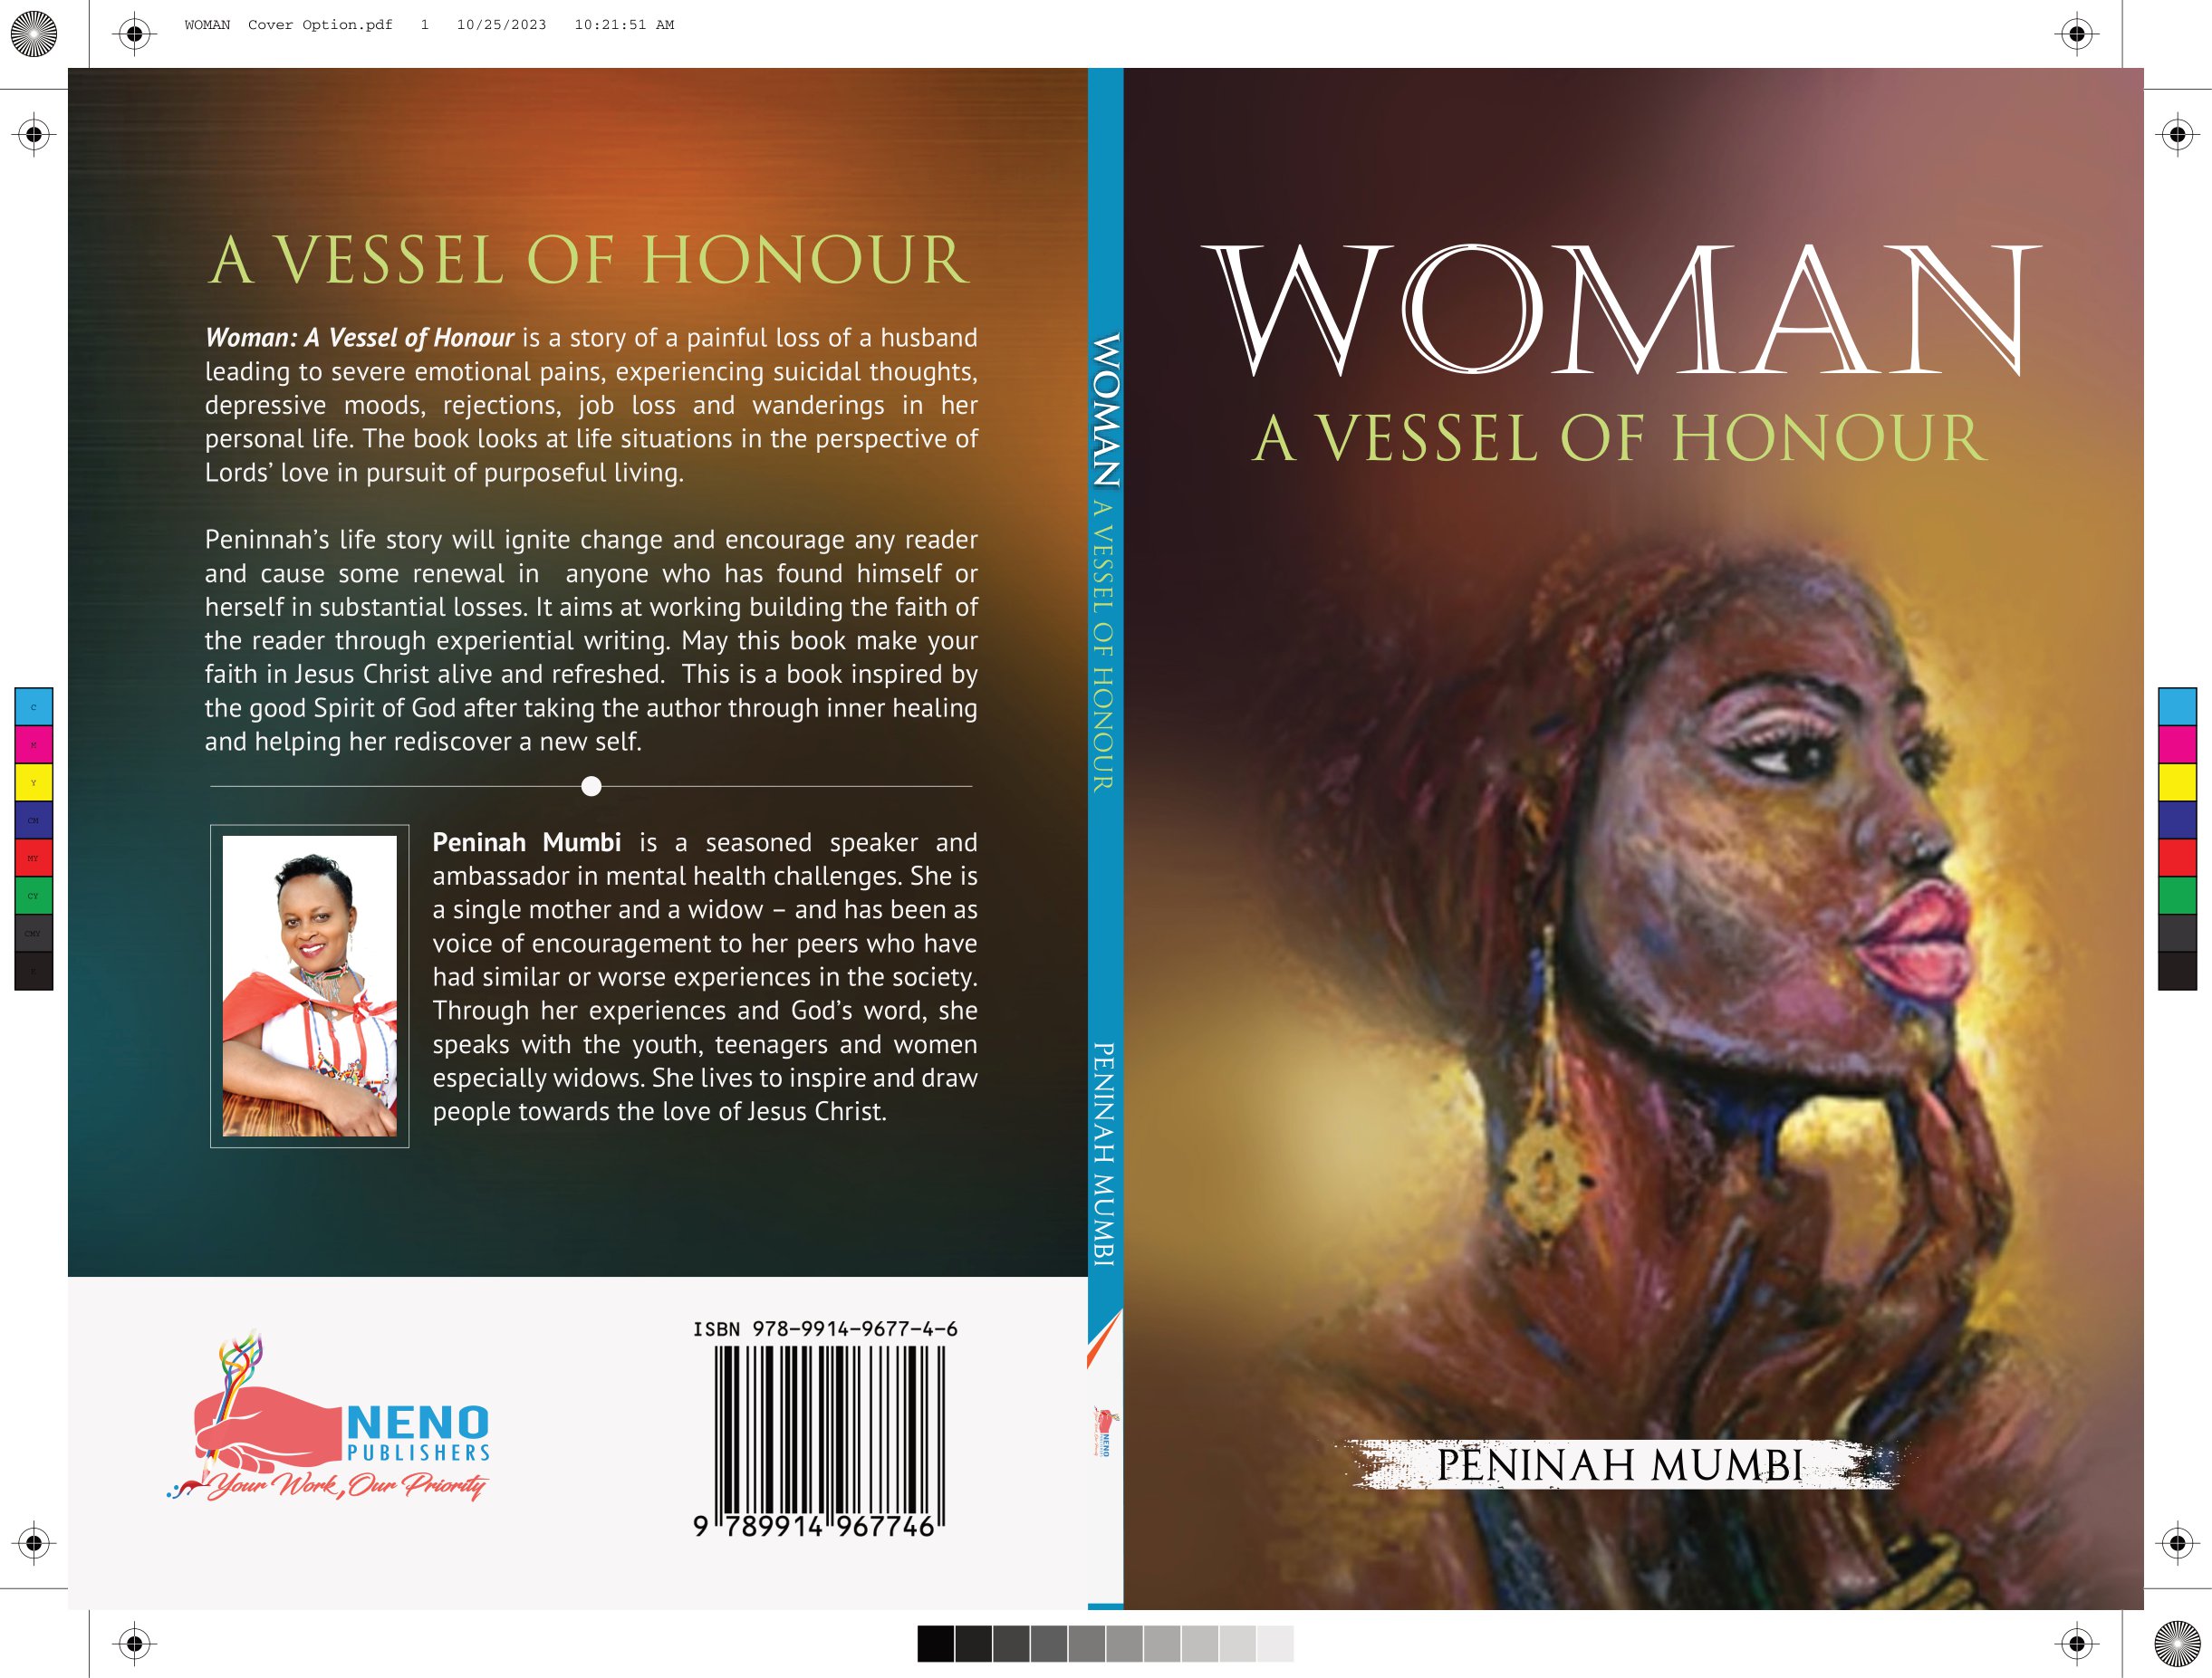 WOMAN  Cover Option.pdf   1   10/25/2023   10:21:51 AM
A VESSEL OF HONOUR
Woman: A Vessel of Honour is a story of a painful loss of a husband
leading to severe emotional pains, experiencing suicidal thoughts,
depressive moods, rejections, job loss and wanderings in her
personal life. The book looks at life situations in the perspective of
Lords’ love in pursuit of purposeful living.
Peninnah’s life story will ignite change and encourage any reader
and cause some renewal in  anyone who has found himself or
herself in substantial losses. It aims at working building the faith of
the reader through experiential writing. May this book make your
faith in Jesus Christ alive and refreshed.  This is a book inspired by
the good Spirit of God after taking the author through inner healing
and helping her rediscover a new self.
Peninah Mumbi is a seasoned speaker and
ambassador in mental health challenges. She is
a single mother and a widow – and has been as
voice of encouragement to her peers who have
had similar or worse experiences in the society.
Through her experiences and God’s word, she
speaks with the youth, teenagers and women
especially widows. She lives to inspire and draw
people towards the love of Jesus Christ.
NENO
PUBLISHERS
Your Work, Our Priority
ISBN 978-9914-9677-4-6
9 789914 967746
WOMAN A VESSEL OF HONOUR
PENINAH MUMBI
NENO
WOMAN
A VESSEL OF HONOUR
PENINAH MUMBI
C
M
Y
CM
MY
CY
CMY
K